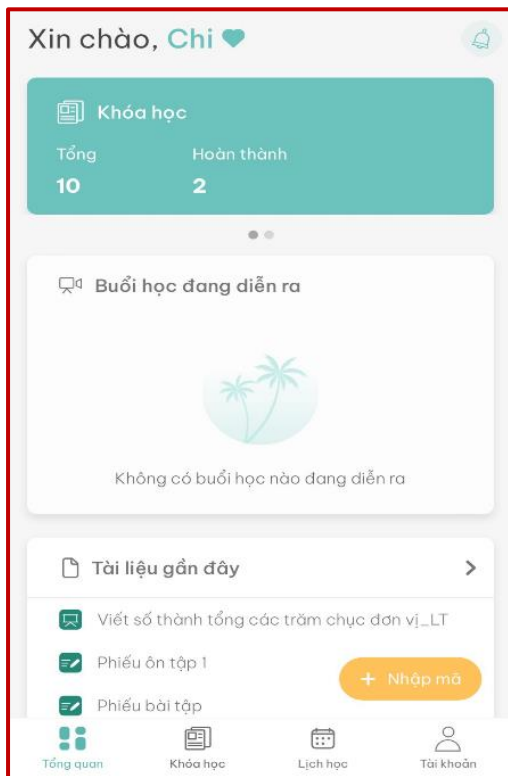 Xin chào, Chi
Khóa học
Tổng Hoàn thành
10 2
Buổi học đang diễn ra
Không có buổi học nào đang diễn ra
Tài liệu gần đây
Viết số thành tổng các trăm chục đơn vị_LT
Phiếu ôn tập 1
+ Nhập mã
Phiếu bài tập
Tổng quan Khóa học Lịch học Tài khoản